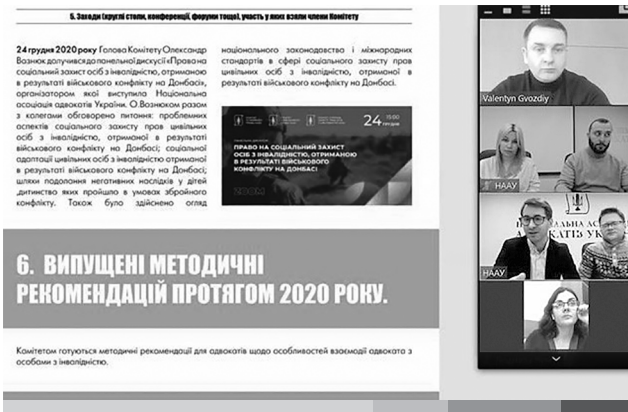 5. Заходи (круглі столи, конференції, форуми тощо), участь у яких взяли члени Комітету
24 грудня 2020 року Голова Комітету Олександр
Вознюк долучився до панельної дискусії «Право на
соціальний захист осіб з інвалідністю, отриманою
в результаті військового конфлікту на Донбасі»,
організатором якої виступила Національна
асоціація адвокатів України. О.Вознюком разом
з колегами обговорено питання: проблемних
аспектів соціального захисту прав цивільних
осіб з інвалідністю, отриманої в результаті
військового конфлікту на Донбасі; соціальної
адаптації цивільних осіб з інвалідністю отриманої
в результаті військового конфлікту на Донбасі;
шляхи подолання негативних наслідків у дітей
,дитинство яких пройшло в умовах збройного
конфлікту. Також було здійснено огляд
національного законодавства і міжнародних
стандартів в сфері соціального захисту прав
цивільних осіб з інвалідністю, отриманою в
результаті військового конфлікту на Донбасі.
24 15:00
грудня
ПРАВО НА СОЦІАЛЬНИЙ ЗАХИСТ
ОСІБ З ІНВАЛІДНІСТЮ, ОТРИМАНОЮ
В РЕЗУЛЬТАТІ ВІЙСЬКОВОГО
КОНФЛІКТУ НА ДОНБАСІ
ZOOM
6. ВИПУЩЕНІ МЕТОДИЧНІ
РЕКОМЕНДАЦІЙ ПРОТЯГОМ 2020 РОКУ.
Комітетом готуються методичні рекомендації для адвокатів щодо особливостей взаємодії адвоката з
особами з інвалідністю.
Valentyn Gvozdiy
НААУ
НААУ